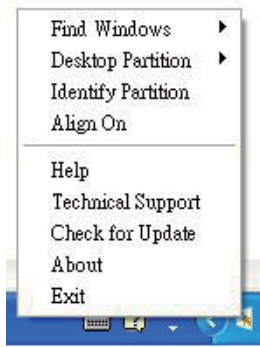 Find Windows
Desktop Partition
Identify Partition
Align On
Help
Technical Support
Check for Update
About
Exit